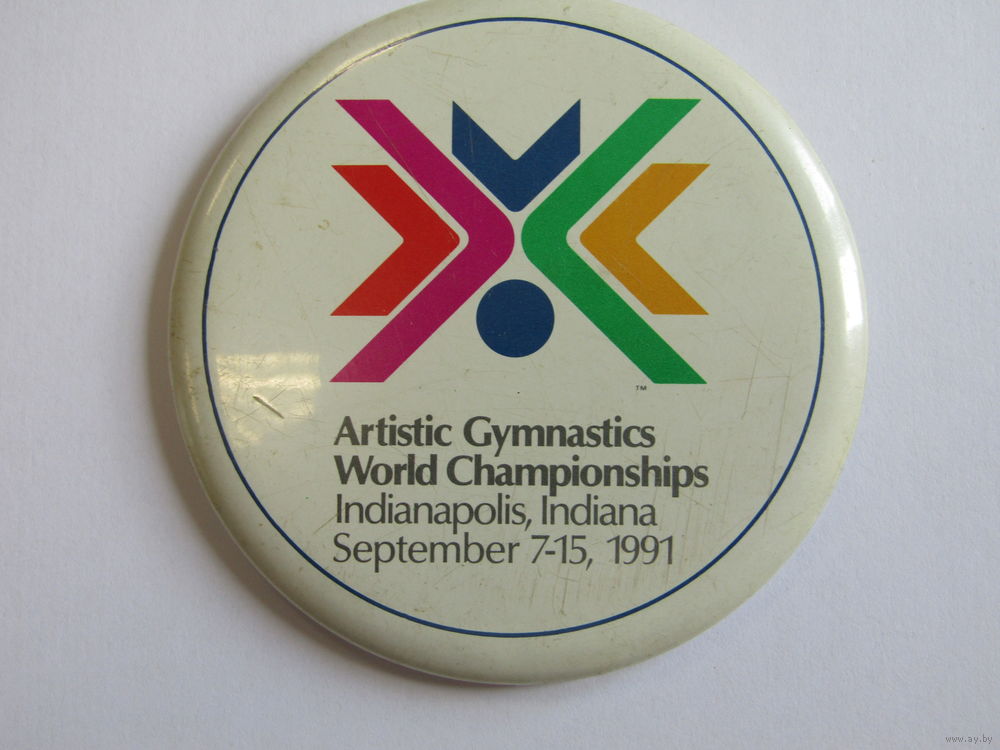 TM
Artistic Gymnastics
World Championships
Indianapolis, Indiana
September 7-15, 1991
www.ay.by